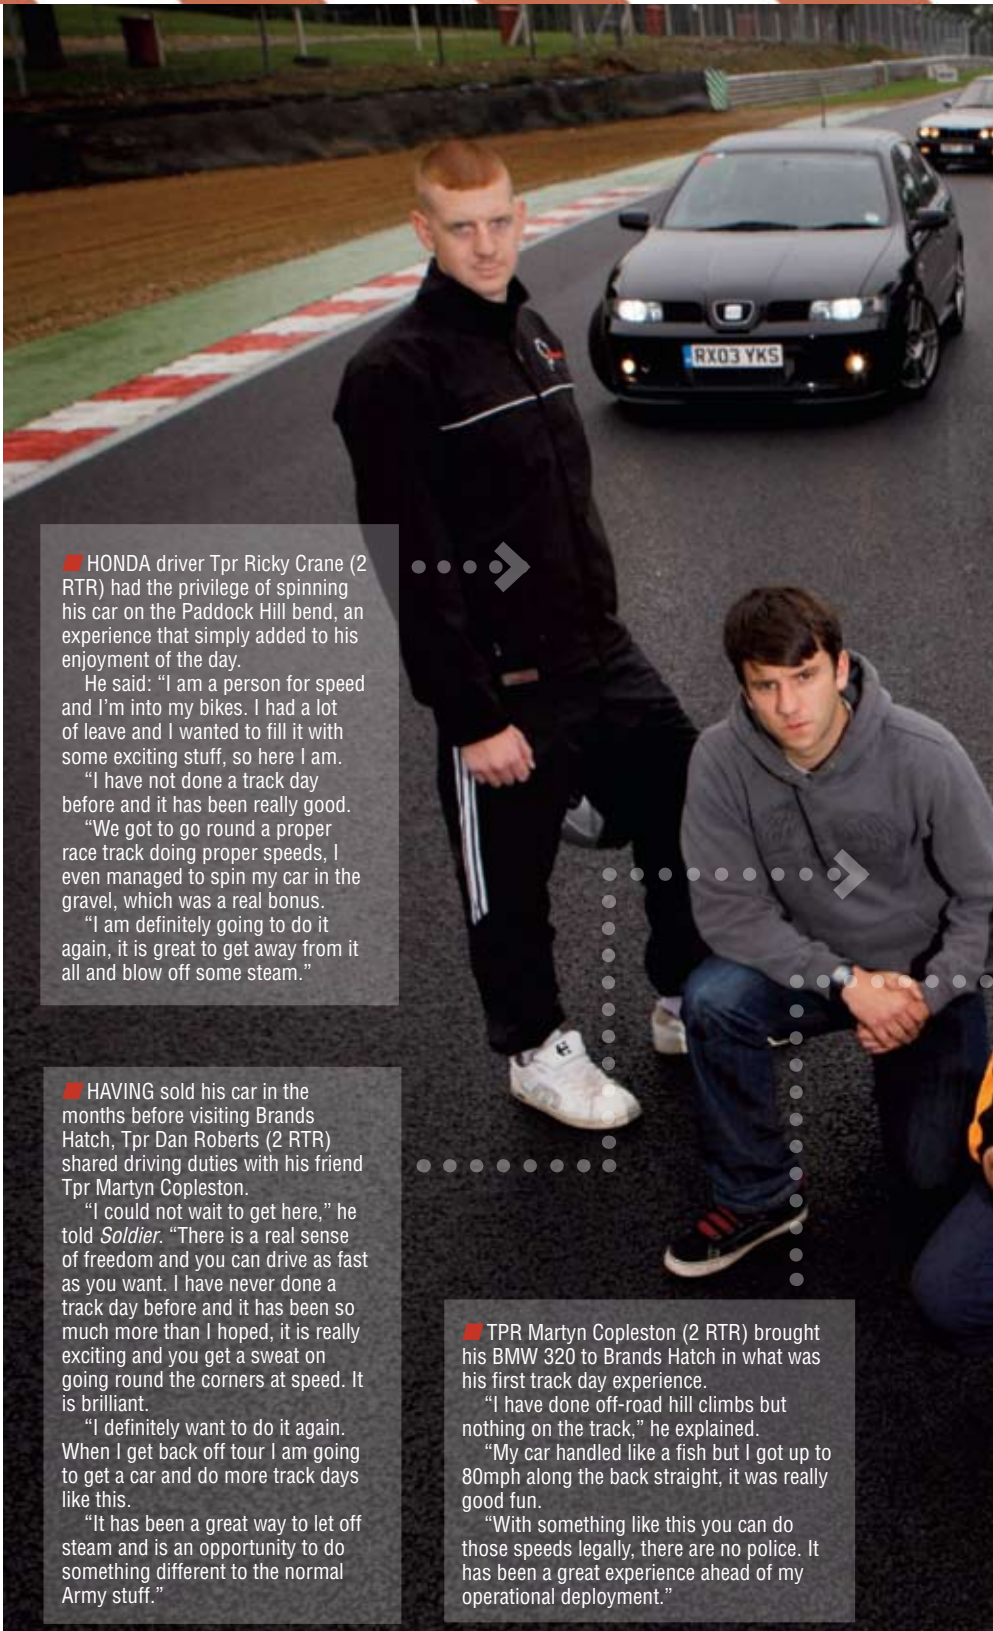 RX03 YKS
HONDA driver Tpr Ricky Crane (2
RTR) had the privilege of spinning
his car on the Paddock Hill bend, an
experience that simply added to his
enjoyment of the day.
He said: “I am a person for speed
and I’m into my bikes. I had a lot
of leave and I wanted to fill it with
some exciting stuff, so here I am.
“I have not done a track day
before and it has been really good.
“We got to go round a proper
race track doing proper speeds, I
even managed to spin my car in the
gravel, which was a real bonus.
“I am definitely going to do it
again, it is great to get away from it
all and blow off some steam.”
HAVING sold his car in the
months before visiting Brands
Hatch, Tpr Dan Roberts (2 RTR)
shared driving duties with his friend
Tpr Martyn Copleston.
“I could not wait to get here,” he
told Soldier. “There is a real sense
of freedom and you can drive as fast
as you want. I have never done a
track day before and it has been so
much more than I hoped, it is really
exciting and you get a sweat on
going round the corners at speed. It
is brilliant.
“I definitely want to do it again.
When I get back off tour I am going
to get a car and do more track days
like this.
“It has been a great way to let off
steam and is an opportunity to do
something different to the normal
Army stuff.”
TPR Martyn Copleston (2 RTR) brought
his BMW 320 to Brands Hatch in what was
his first track day experience.
“I have done off-road hill climbs but
nothing on the track,” he explained.
“My car handled like a fish but I got up to
80mph along the back straight, it was really
good fun.
“With something like this you can do
those speeds legally, there are no police. It
has been a great experience ahead of my
operational deployment.”